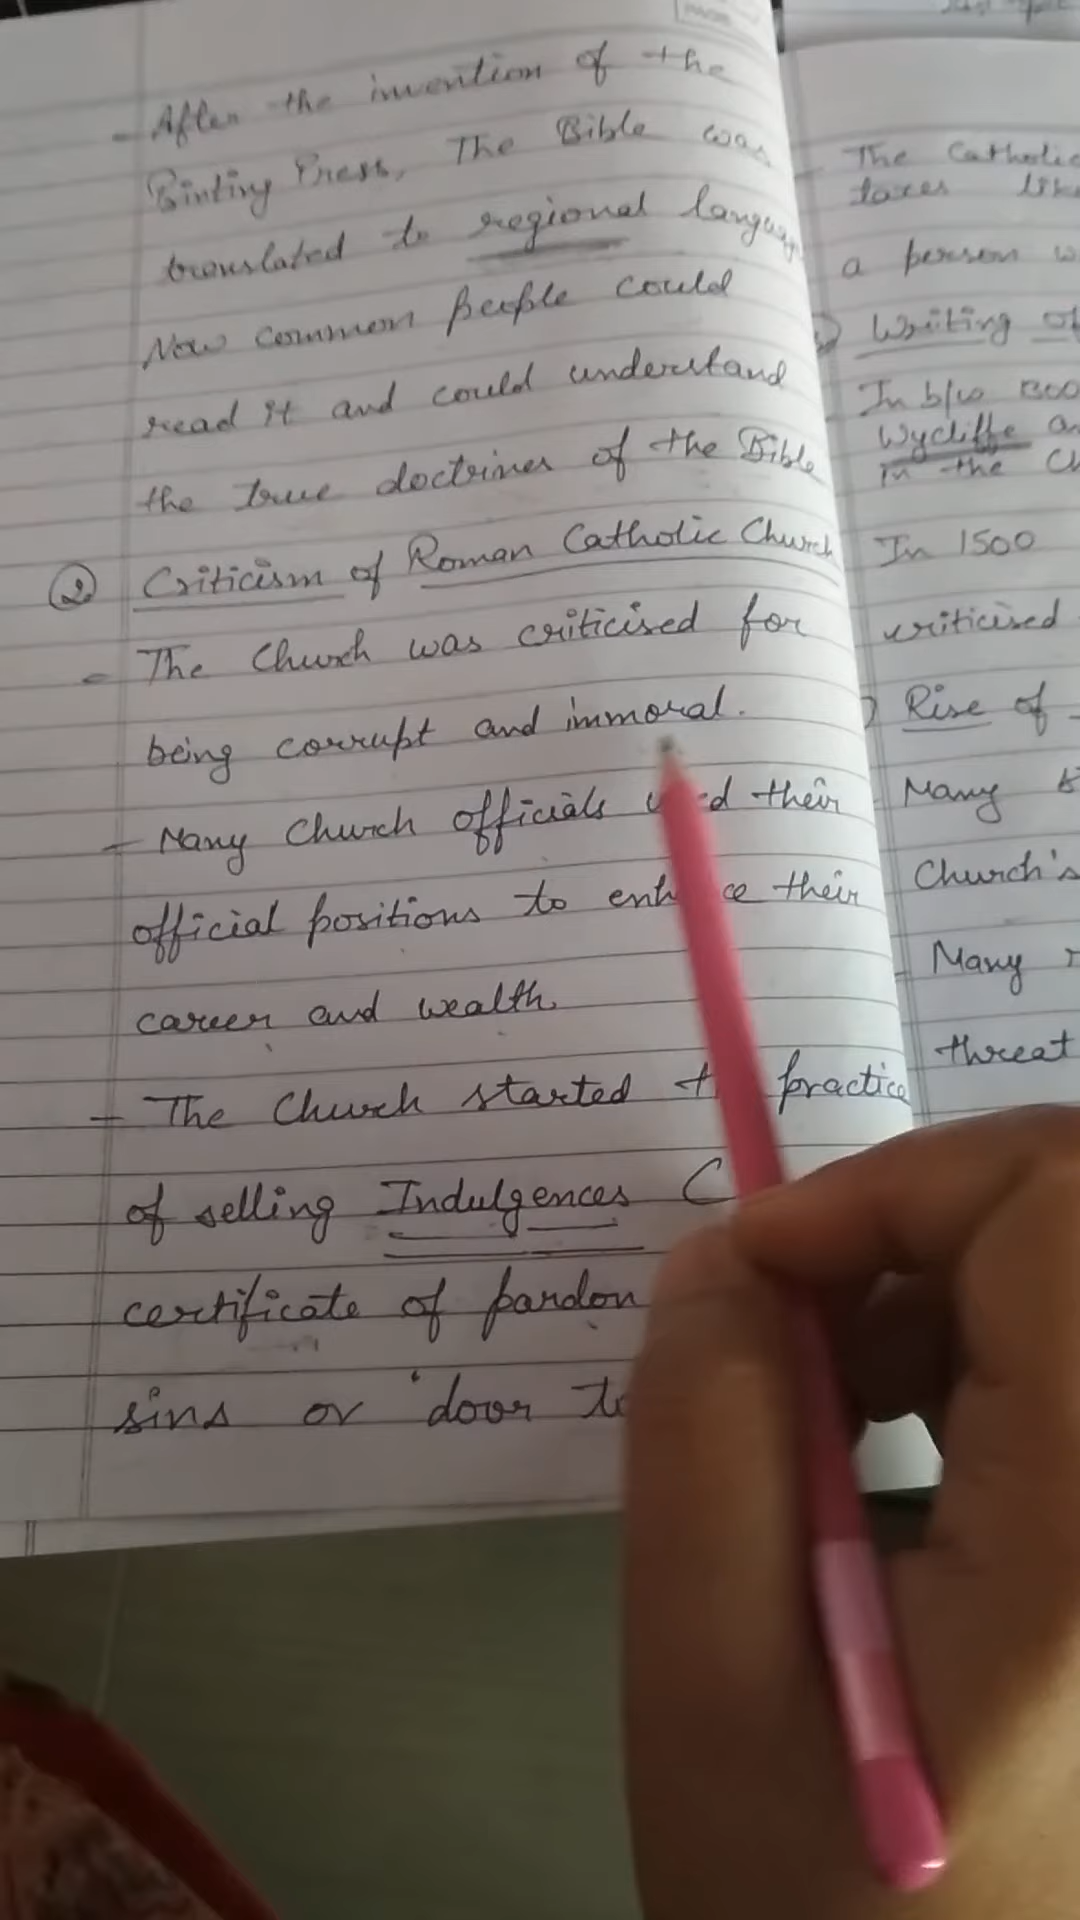 - After the invention of the
Printing Press, The Bible was
translated to regional
Now common people could
read it and could understand
the true doctrines of the Bible
② Criticism of Roman Catholic Church
- The Church was criticised for
being corrupt and immoral.
- Many Church officials their
official positions to their
career and wealth.
- The Church started practice
of selling Indulgences (
certificate of pardon
sins or 'door
The Catholic
taxes
a person
Writing of
In b/w
Wycliffe
in the
In 1500
criticised
Rise of
Many
Church's
Many
threat